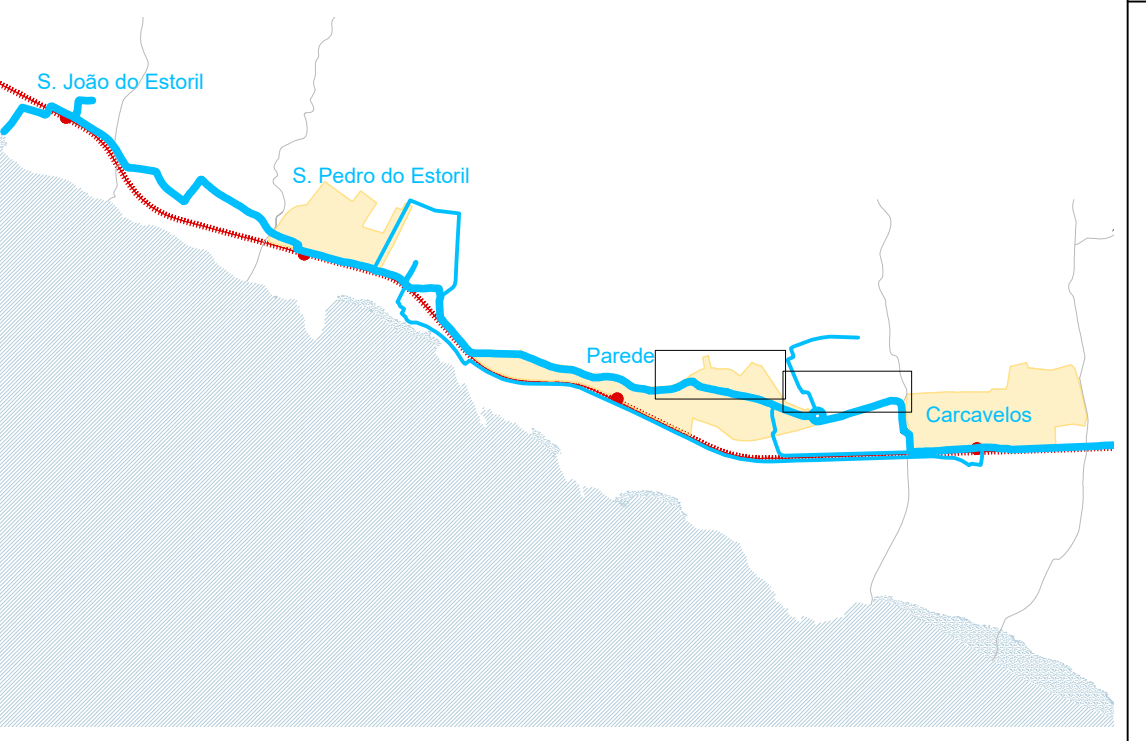 S. João do Estoril
S. Pedro do Estoril
Parede
Carcavelos